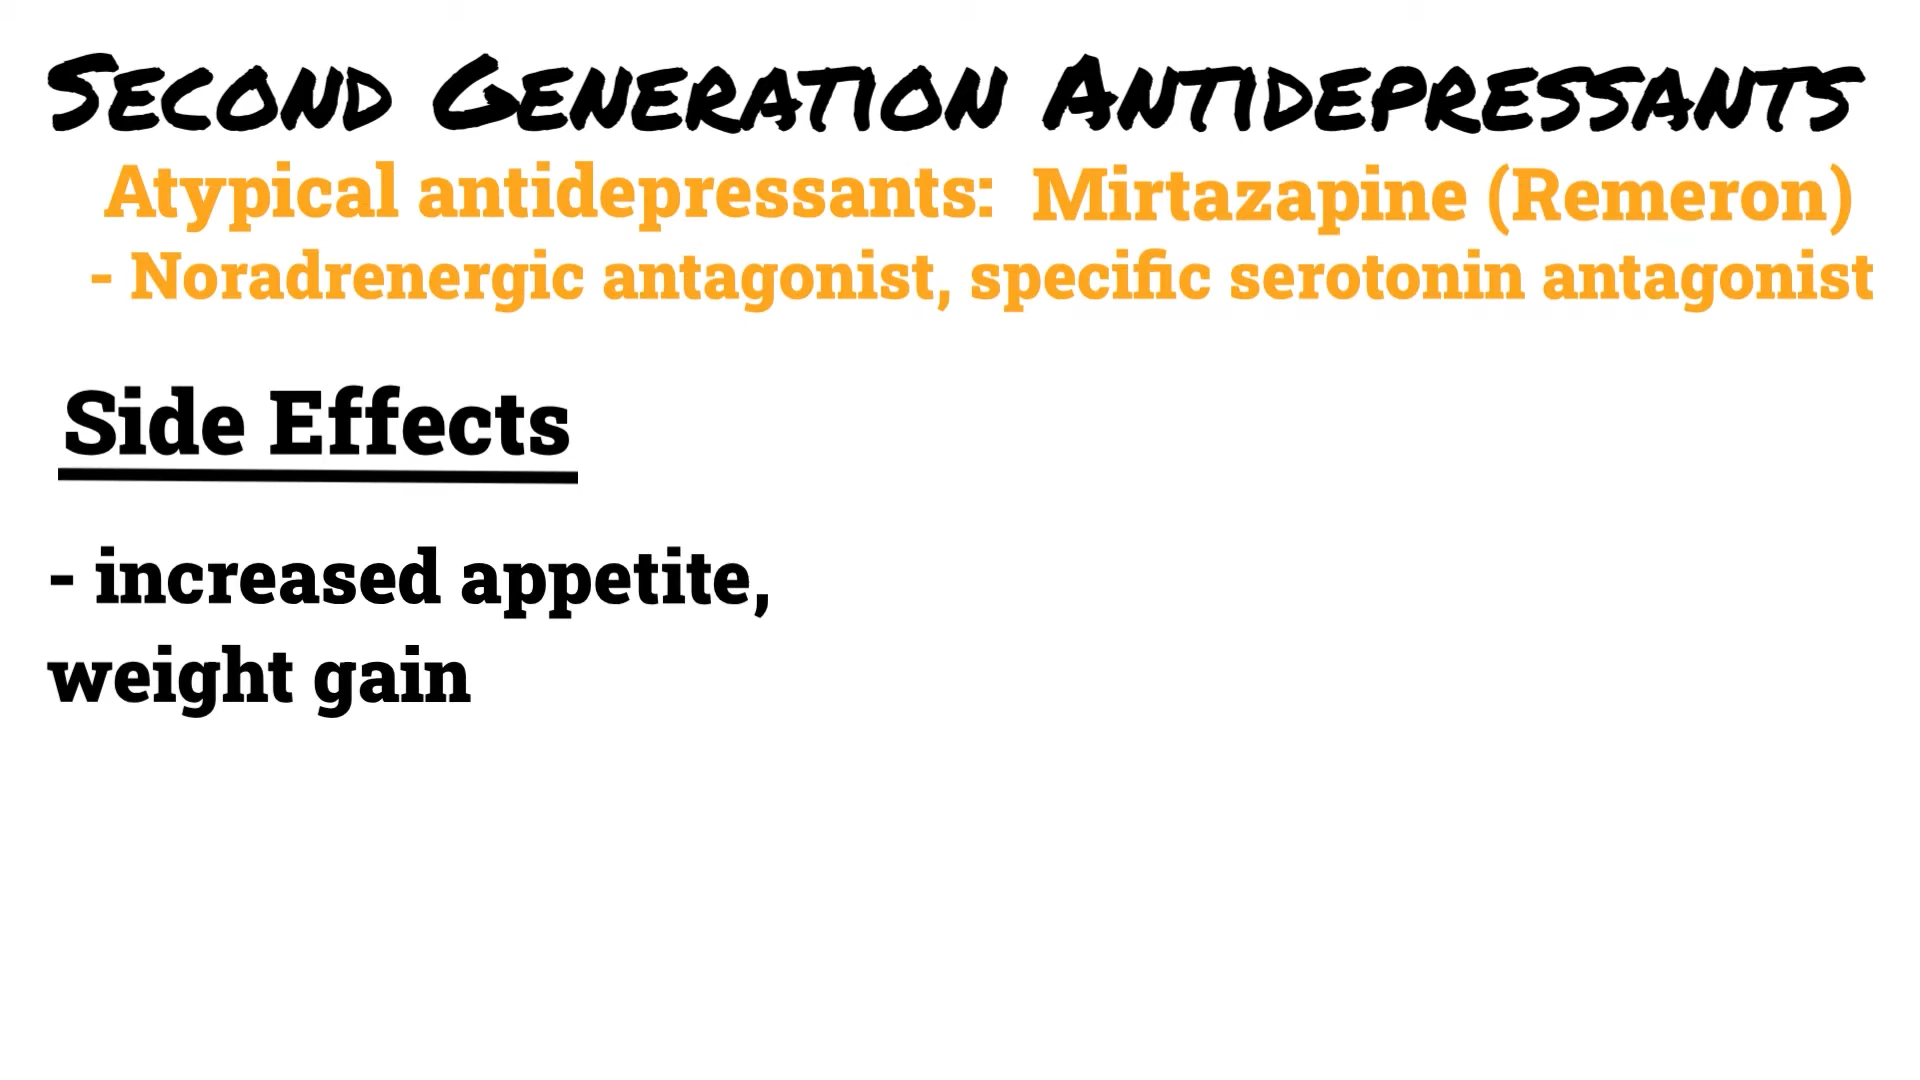 Second Generation Antidepressants
Atypical antidepressants: Mirtazapine (Remeron)
- Noradrenergic antagonist, specific serotonin antagonist
Side Effects
- increased appetite,
weight gain